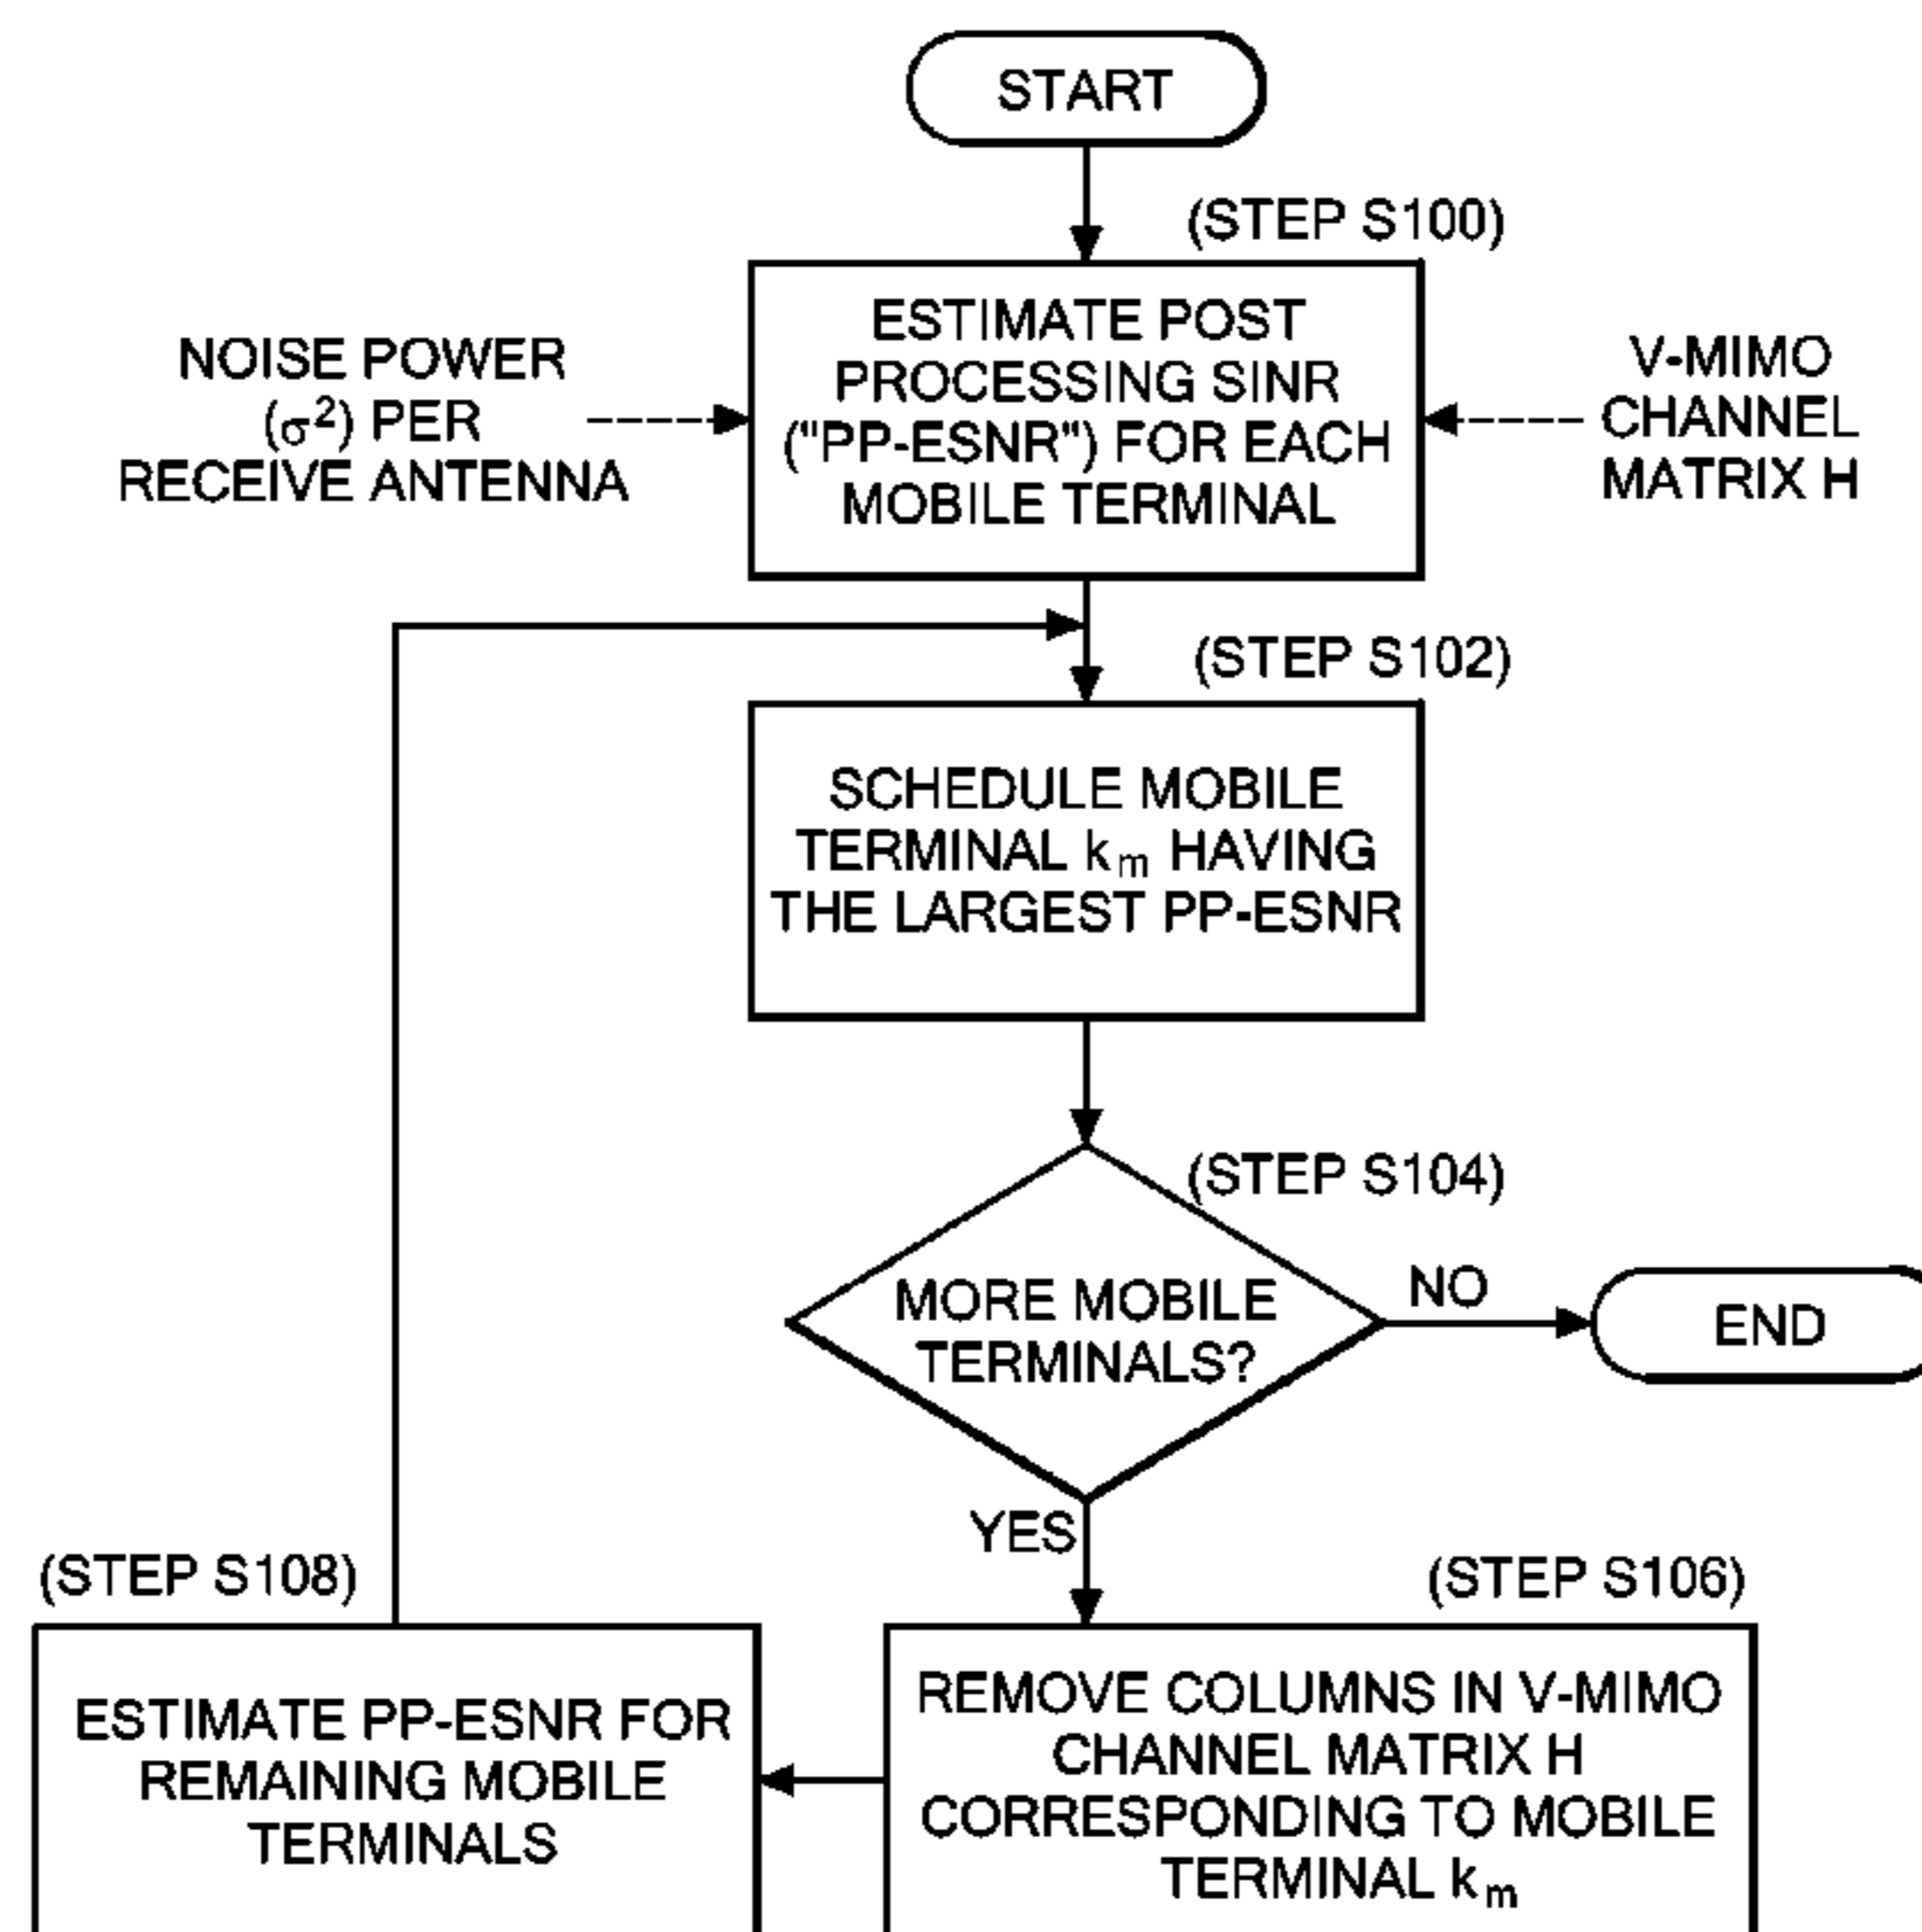 START
(STEP S100)
ESTIMATE POST
PROCESSING SINR
("PP-ESNR") FOR EACH
MOBILE TERMINAL
NOISE POWER
(σ²) PER
RECEIVE ANTENNA
V-MIMO
CHANNEL
MATRIX H
(STEP S102)
SCHEDULE MOBILE
TERMINAL kₘ HAVING
THE LARGEST PP-ESNR
(STEP S104)
MORE MOBILE
TERMINALS?
NO
END
YES
(STEP S106)
REMOVE COLUMNS IN V-MIMO
CHANNEL MATRIX H
CORRESPONDING TO MOBILE
TERMINAL kₘ
(STEP S108)
ESTIMATE PP-ESNR FOR
REMAINING MOBILE
TERMINALS